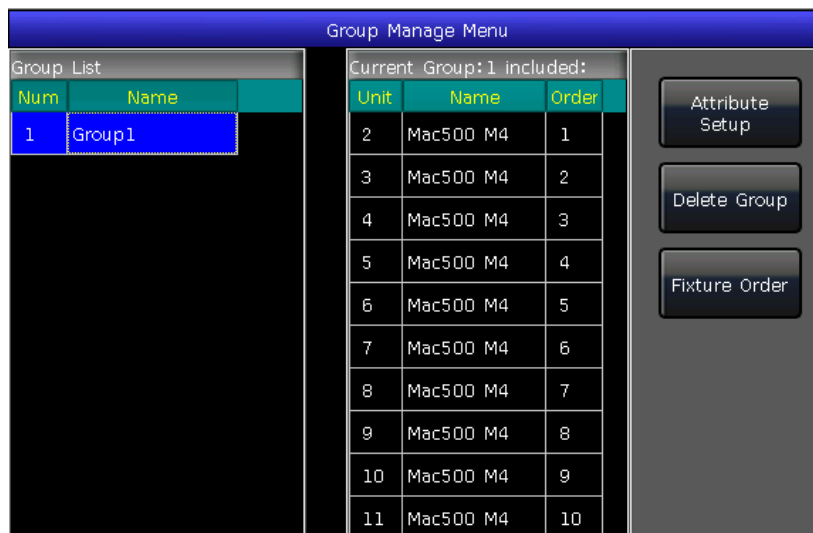 Group Manage Menu
Group List
Num Name
1 Group1
Current Group:1 included:
Unit Name Order
2 Mac500 M4 1
3 Mac500 M4 2
4 Mac500 M4 3
5 Mac500 M4 4
6 Mac500 M4 5
7 Mac500 M4 6
8 Mac500 M4 7
9 Mac500 M4 8
10 Mac500 M4 9
11 Mac500 M4 10
Attribute
Setup
Delete Group
Fixture Order